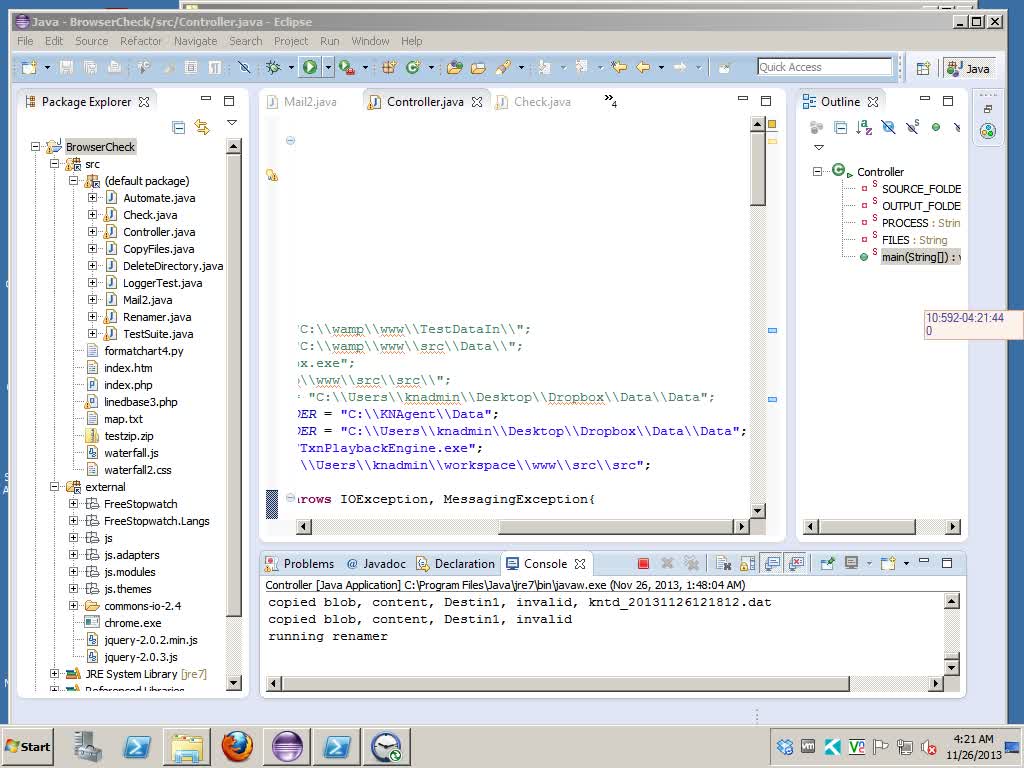 Java - BrowserCheck/src/Controller.java - Eclipse
File Edit Source Refactor Navigate Search Project Run Window Help
Quick Access
Java
Package Explorer
BrowserCheck
src
(default package)
Automate.java
Check.java
Controller.java
CopyFiles.java
DeleteDirectory.java
LoggerTest.java
Mail2.java
Renamer.java
TestSuite.java
formatchart4.py
index.htm
index.php
linedbase3.php
map.txt
testzip.zip
waterfall.js
waterfall2.css
external
FreeStopwatch
FreeStopwatch.Langs
js
js.adapters
js.modules
js.themes
commons-io-2.4
chrome.exe
jquery-2.0.2.min.js
jquery-2.0.3.js
JRE System Library [jre7]
Referenced Libraries
Mail2.java Controller.java Check.java »4
"C:\\wamp\\www\\TestDataIn\\";
"C:\\wamp\\www\\src\\Data\\";
ox.exe";
\\www\\src\\src\\";
= "C:\\Users\\knadmin\\Desktop\\Dropbox\\Data\\Data";
DER = "C:\\KNAgent\\Data";
DER = "C:\\Users\\knadmin\\Desktop\\Dropbox\\Data\\Data";
TxnPlaybackEngine.exe";
\\Users\\knadmin\\workspace\\www\\src\\src";
rows IOException, MessagingException{
Outline
Controller
SOURCE_FOLDE
OUTPUT_FOLDE
PROCESS : Strin
FILES : String
main(String[]) : v
10:592-04:21:44
0
Problems @ Javadoc Declaration Console
Controller [Java Application] C:\Program Files\Java\jre7\bin\javaw.exe (Nov 26, 2013, 1:48:04 AM)
copied blob, content, Destin1, invalid, kntd_20131126121812.dat
copied blob, content, Destin1, invalid
running renamer
Start
4:21 AM
11/26/2013